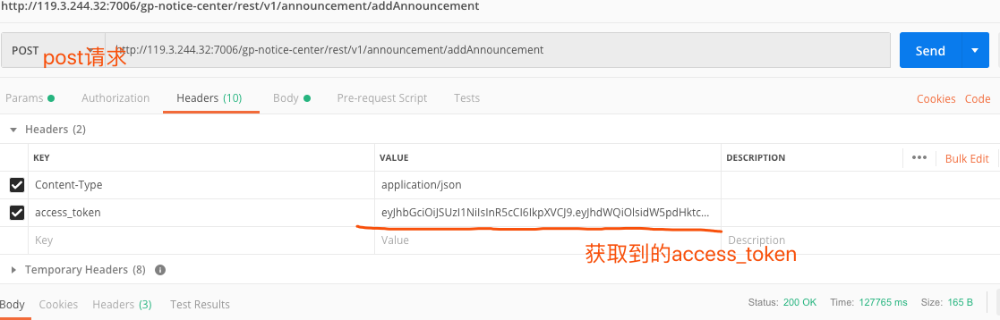 http://119.3.244.32:7006/gp-notice-center/rest/v1/announcement/addAnnouncement
POST http://119.3.244.32:7006/gp-notice-center/rest/v1/announcement/addAnnouncement Send
post请求
Params Authorization Headers (10) Body Pre-request Script Tests Cookies Code
Headers (2)
KEY VALUE DESCRIPTION ••• Bulk Edit
Content-Type application/json
access_token eyJhbGciOiJSUzI1NiIsInR5cCI6IkpXVCJ9.eyJhdWQiOlsidW5pdHktc...
Key Value Description
获取到的access_token
Temporary Headers (8) i
Body Cookies Headers (3) Test Results Status: 200 OK Time: 127765 ms Size: 165 B